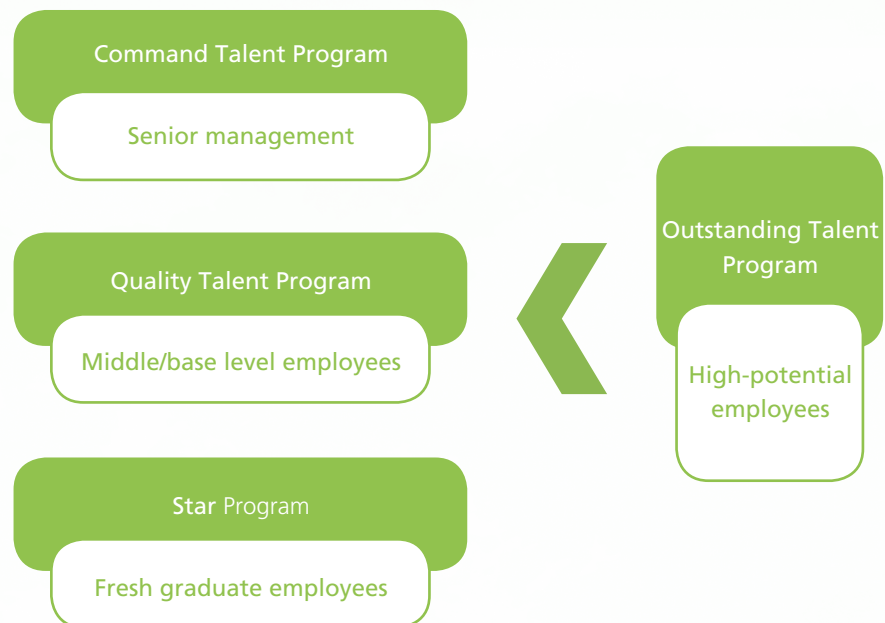 Command Talent Program
Senior management
Quality Talent Program
Middle/base level employees
Star Program
Fresh graduate employees
Outstanding Talent
Program
High-potential
employees